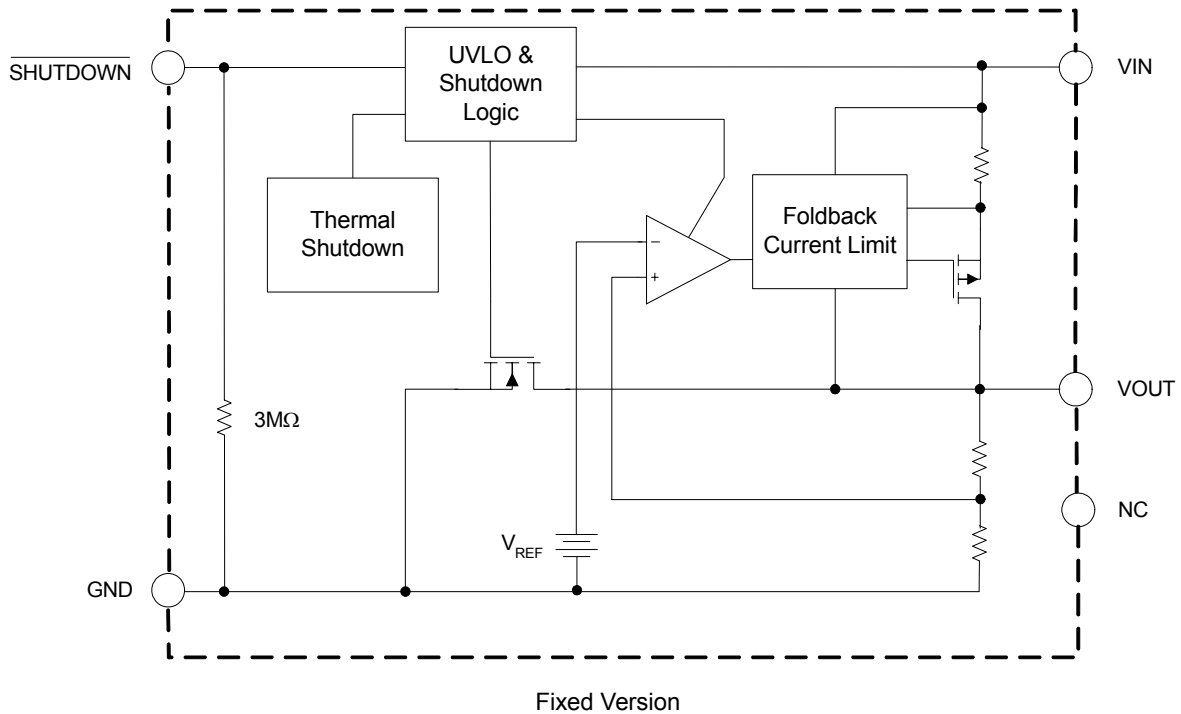 SHUTDOWN
UVLO &
Shutdown
Logic
VIN
Thermal
Shutdown
Foldback
Current Limit
−
+
VOUT
3MΩ
NC
VREF
GND
Fixed Version